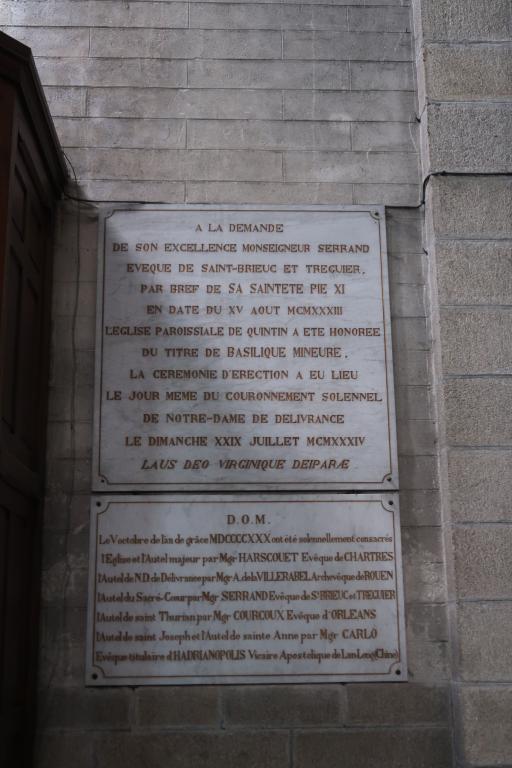 A LA DEMANDE
DE SON EXCELLENCE MONSEIGNEUR SERRAND
EVEQUE DE SAINT-BRIEUC ET TREGUIER,
PAR BREF DE SA SAINTETE PIE XI
EN DATE DU XV AOUT MCMXXXIII
L'EGLISE PAROISSIALE DE QUINTIN A ETE HONOREE
DU TITRE DE BASILIQUE MINEURE,
LA CEREMONIE D'ERECTION A EU LIEU
LE JOUR MEME DU COURONNEMENT SOLENNEL
DE NOTRE-DAME DE DELIVRANCE
LE DIMANCHE XXIX JUILLET MCMXXXIV
LAUS DEO VIRGINIQUE DEIPARÆ
D.O.M.
Le V octobre de l'an de grâce MDCCCCXXX ont été solennellement consacrés
l'Eglise et l'Autel majeur par Mgr HARSCOUET Evêque de CHARTRES
l'Autel de N.D. de Délivrance par Mgr A. de la VILLERABEL Archevêque de ROUEN
l'Autel du Sacré-Cœur par Mgr SERRAND Evêque de St BRIEUC et TREGUIER
l'Autel de saint Thurian par Mgr COURCOUX Evêque d'ORLEANS
l'Autel de saint Joseph et l'Autel de sainte Anne par Mgr CARLO
Evêque titulaire d'HADRIANOPOLIS Vicaire Apostolique de Lan-Long (Chine)